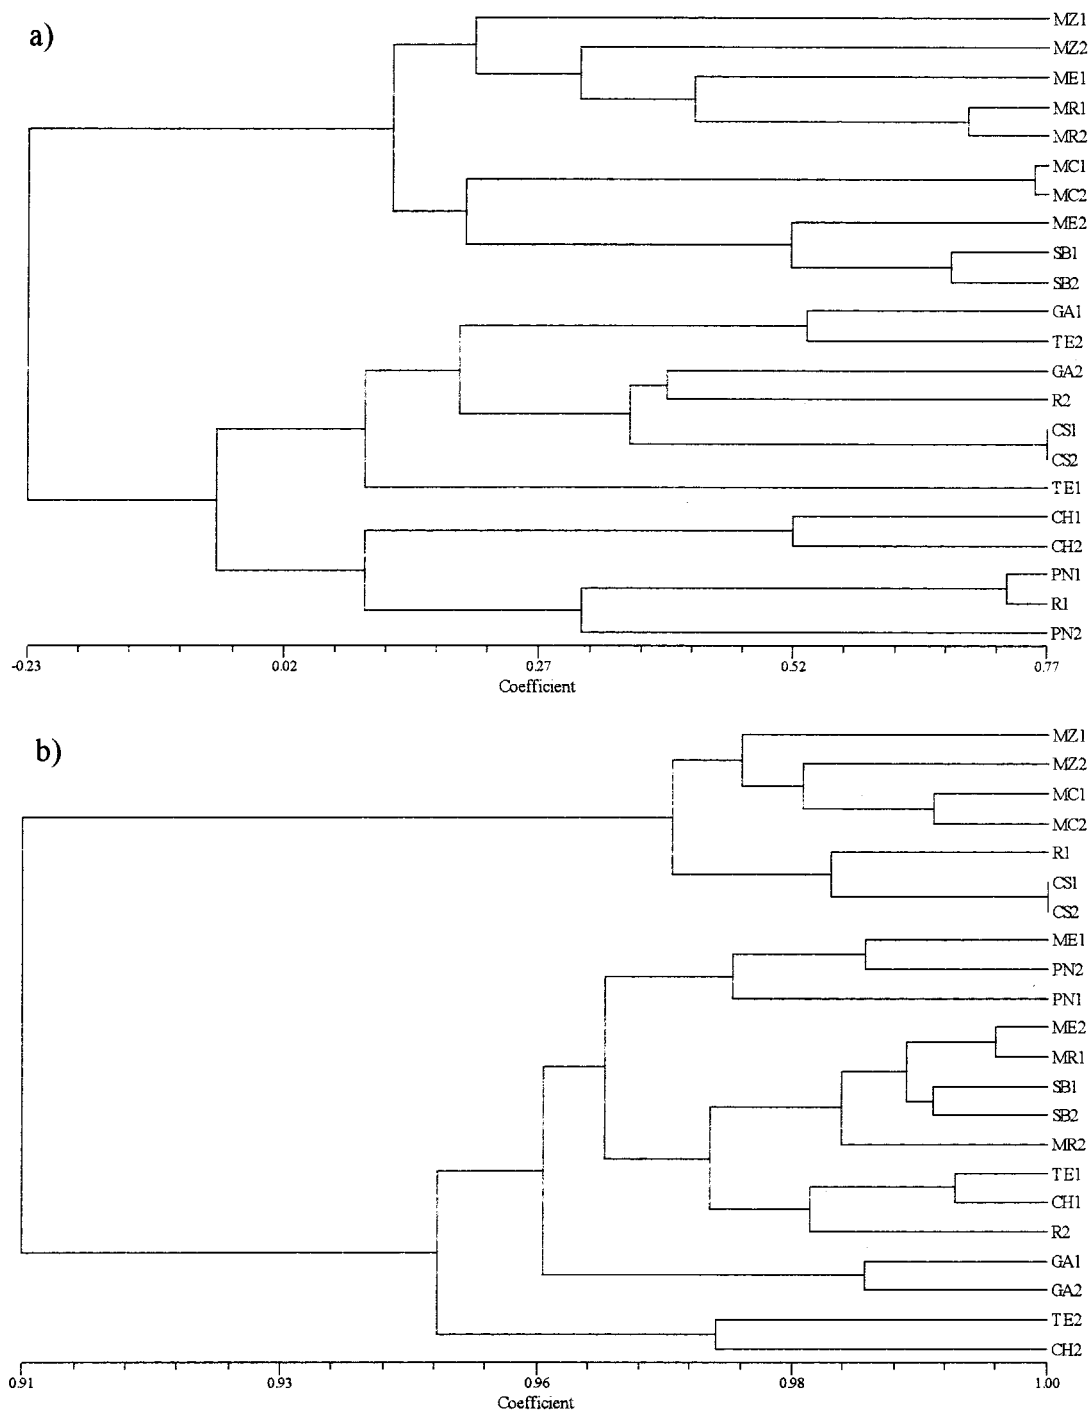 a)
MZ1
MZ2
ME1
MR1
MR2
MC1
MC2
ME2
SB1
SB2
GA1
TE2
GA2
R2
CS1
CS2
TE1
CH1
CH2
PN1
R1
PN2
-0.23 0.02 0.27 0.52 0.77
Coefficient
b)
MZ1
MZ2
MC1
MC2
R1
CS1
CS2
ME1
PN2
PN1
ME2
MR1
SB1
SB2
MR2
TE1
CH1
R2
GA1
GA2
TE2
CH2
0.91 0.93 0.96 0.98 1.00
Coefficient